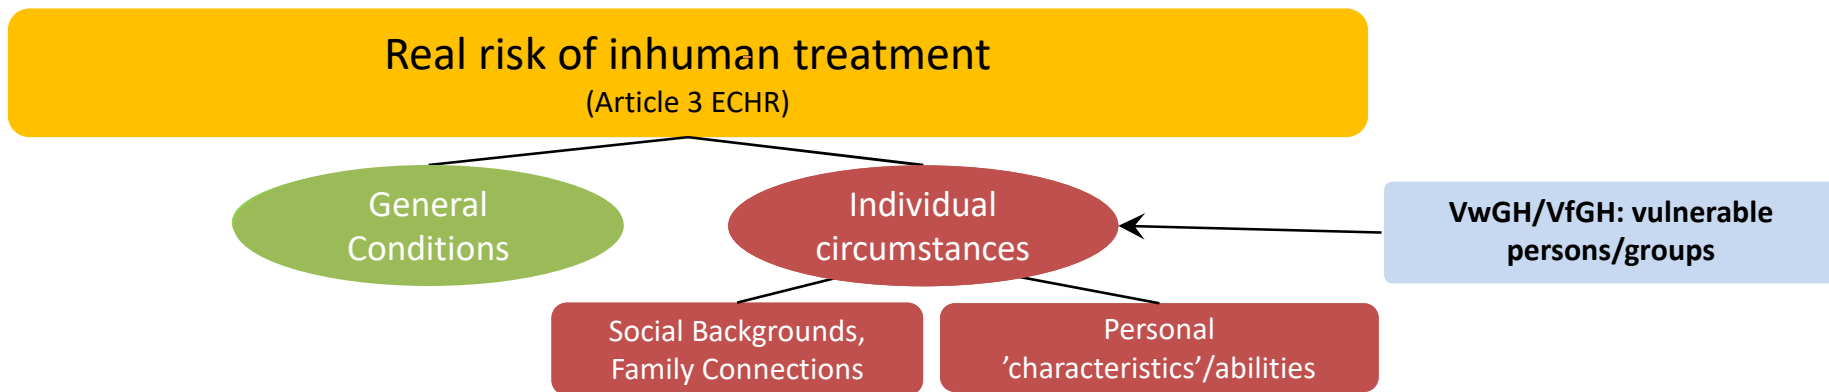 Real risk of inhuman treatment
(Article 3 ECHR)
General
Conditions
Individual
circumstances
VwGH/VfGH: vulnerable
persons/groups
Social Backgrounds,
Family Connections
Personal
’characteristics’/abilities